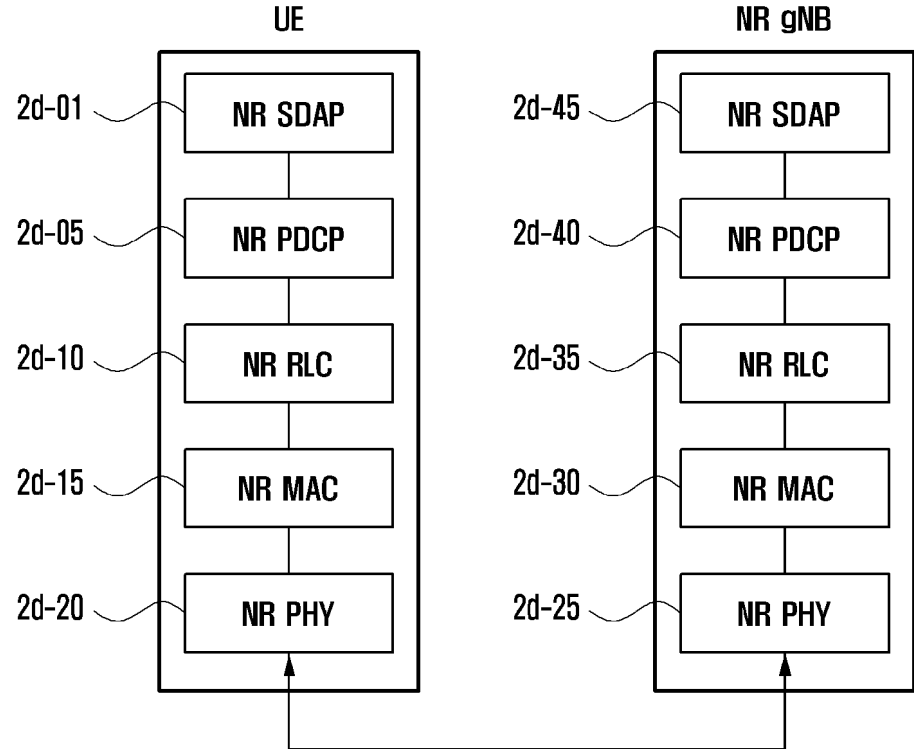 UE
NR gNB
2d-01
NR SDAP
2d-45
NR SDAP
2d-05
NR PDCP
2d-40
NR PDCP
2d-10
NR RLC
2d-35
NR RLC
2d-15
NR MAC
2d-30
NR MAC
2d-20
NR PHY
2d-25
NR PHY